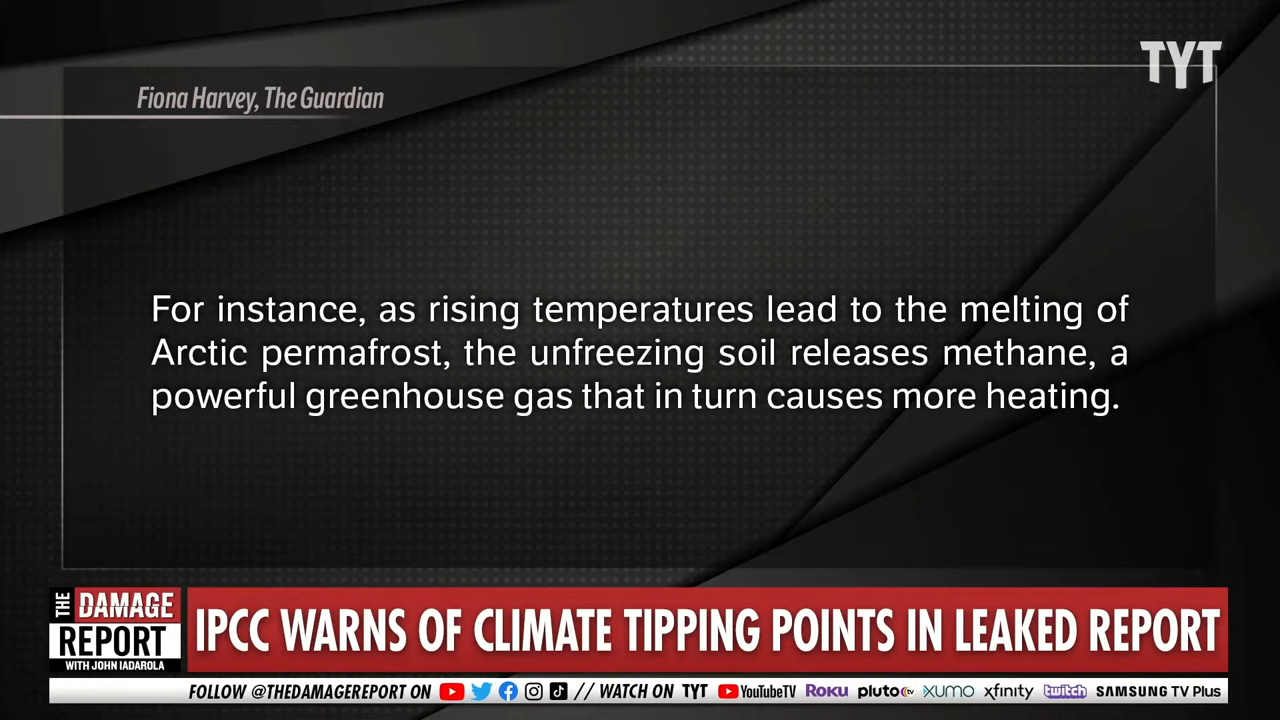 TYT
Fiona Harvey, The Guardian
For instance, as rising temperatures lead to the melting of
Arctic permafrost, the unfreezing soil releases methane, a
powerful greenhouse gas that in turn causes more heating.
THE DAMAGE REPORT
WITH JOHN IADAROLA
IPCC WARNS OF CLIMATE TIPPING POINTS IN LEAKED REPORT
FOLLOW @THEDAMAGEREPORT ON // WATCH ON TYT YouTubeTV Roku pluto tv xumo xfinity twitch SAMSUNG TV Plus